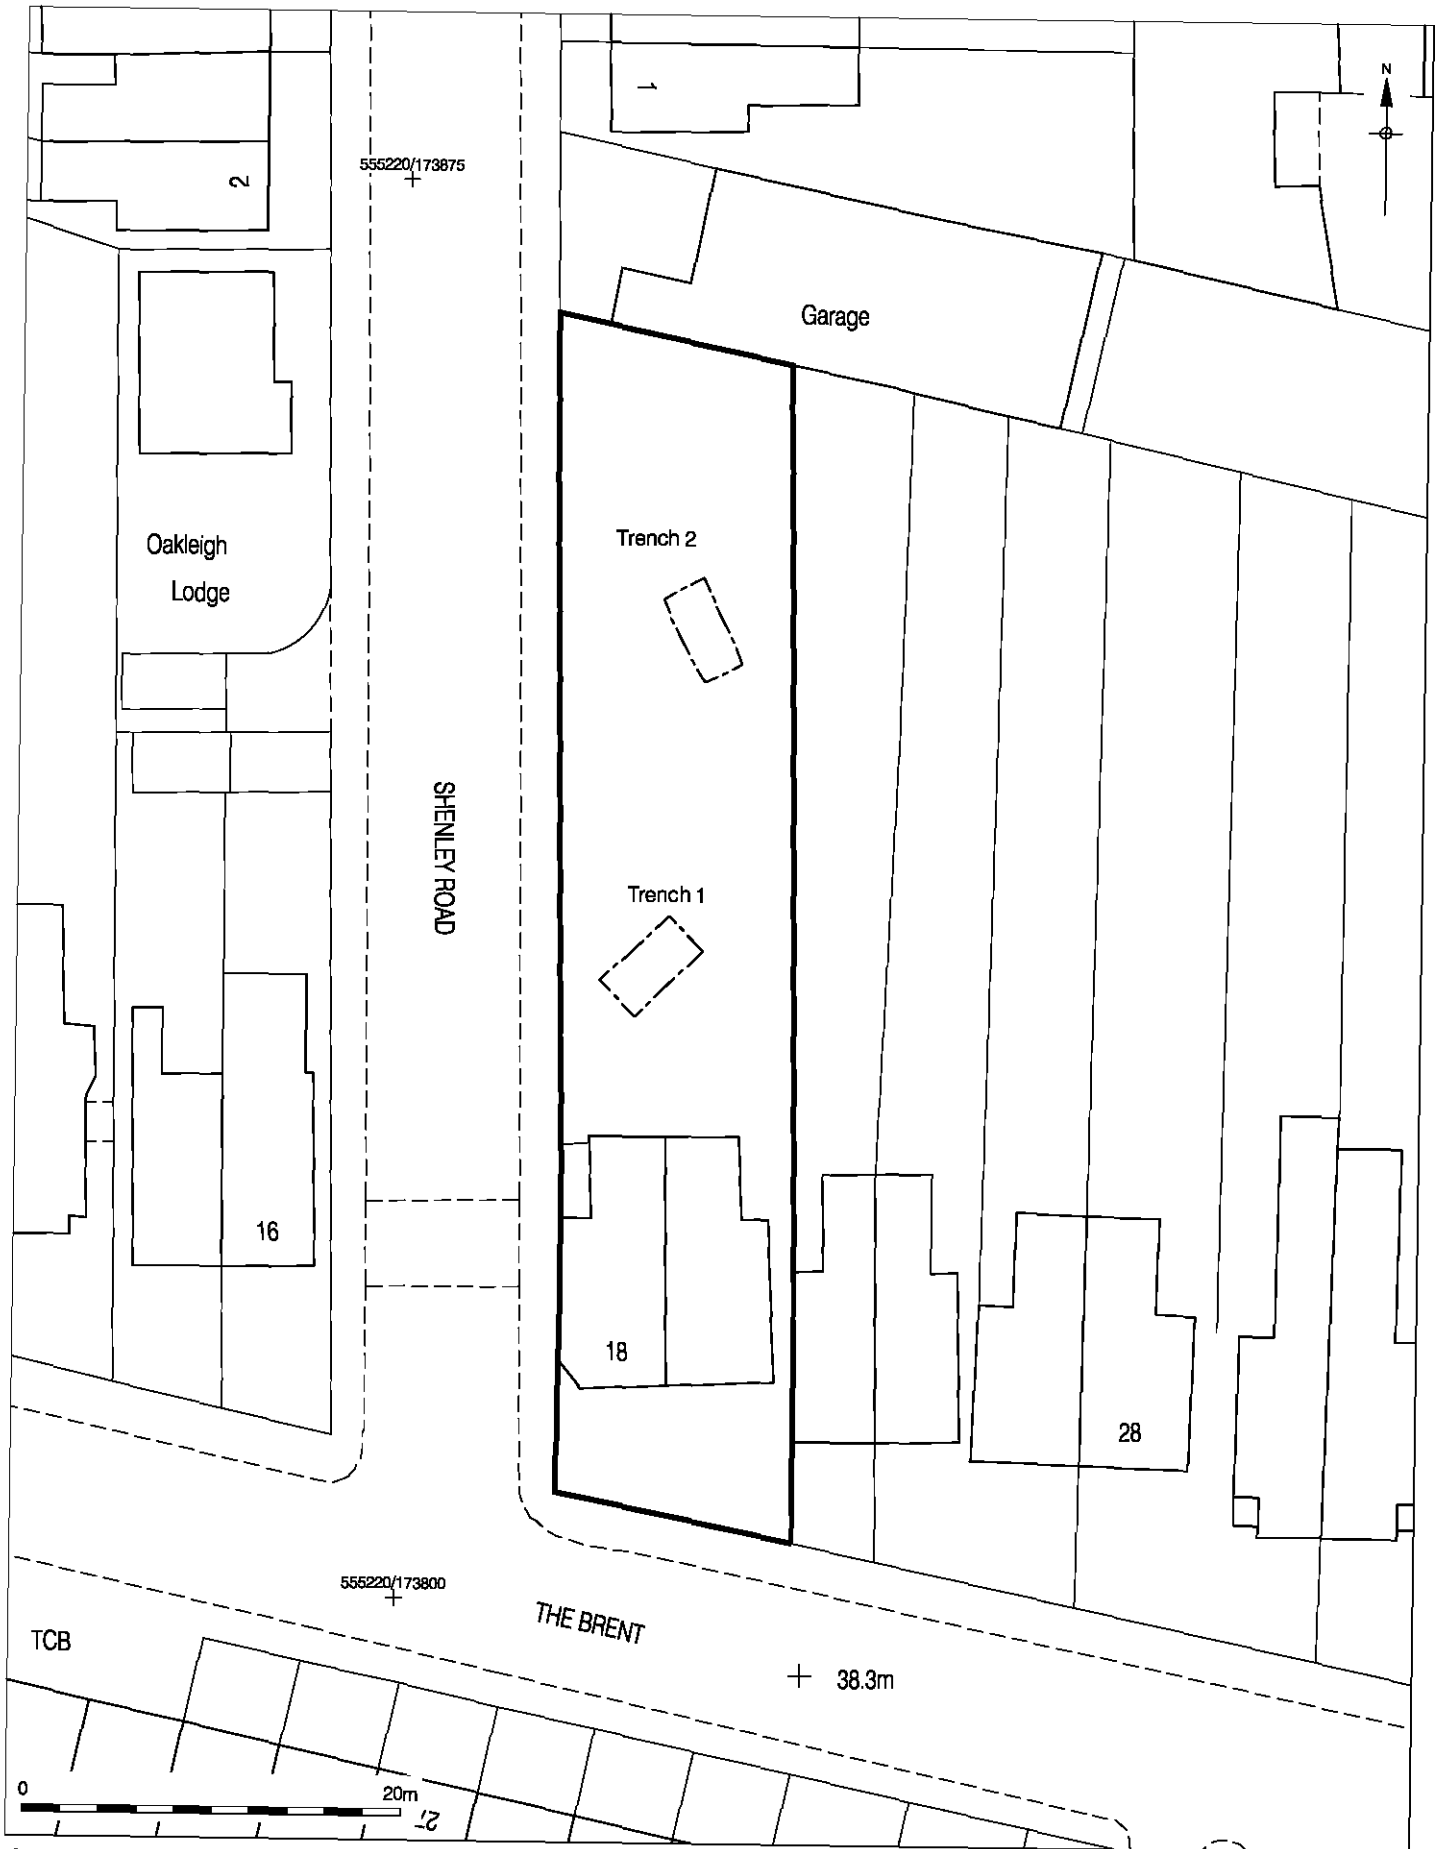 1
N
555220/173875
2
Garage
Trench 2
Oakleigh
Lodge
SHENLEY ROAD
Trench 1
16
18
28
555220/173800
THE BRENT
TCB
38.3m
0
20m